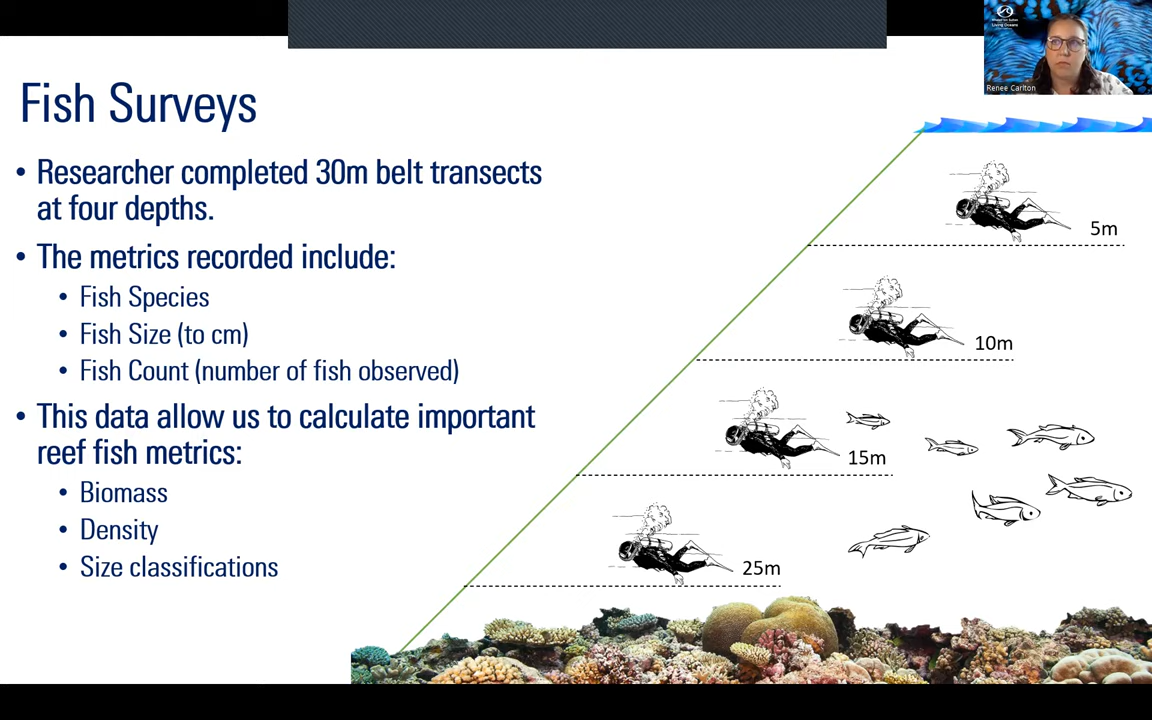 Living Oceans
Renee Carlton
Fish Surveys
• Researcher completed 30m belt transects
at four depths.
• The metrics recorded include:
• Fish Species
• Fish Size (to cm)
• Fish Count (number of fish observed)
• This data allow us to calculate important
reef fish metrics:
• Biomass
• Density
• Size classifications
5m
10m
15m
25m